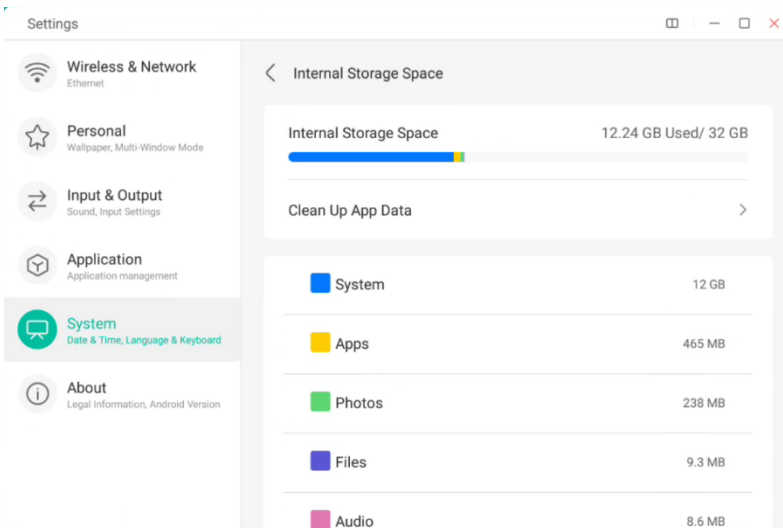 Settings
Wireless & Network
Ethernet
Personal
Wallpaper, Multi-Window Mode
Input & Output
Sound, Input Settings
Application
Application management
System
Date & Time, Language & Keyboard
About
Legal Information, Android Version
Internal Storage Space
Internal Storage Space 12.24 GB Used/ 32 GB
Clean Up App Data
System 12 GB
Apps 465 MB
Photos 238 MB
Files 9.3 MB
Audio 8.6 MB